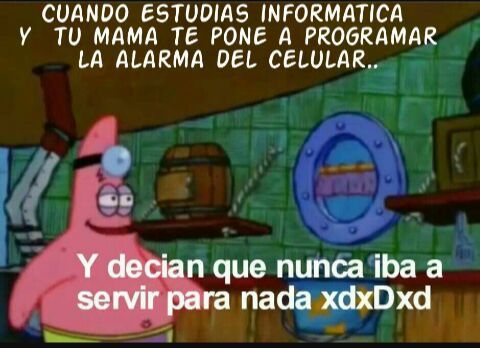 CUANDO ESTUDIAS INFORMATICA
Y TU MAMA TE PONE A PROGRAMAR
LA ALARMA DEL CELULAR..
Y decian que nunca iba a
servir para nada xdxDxd